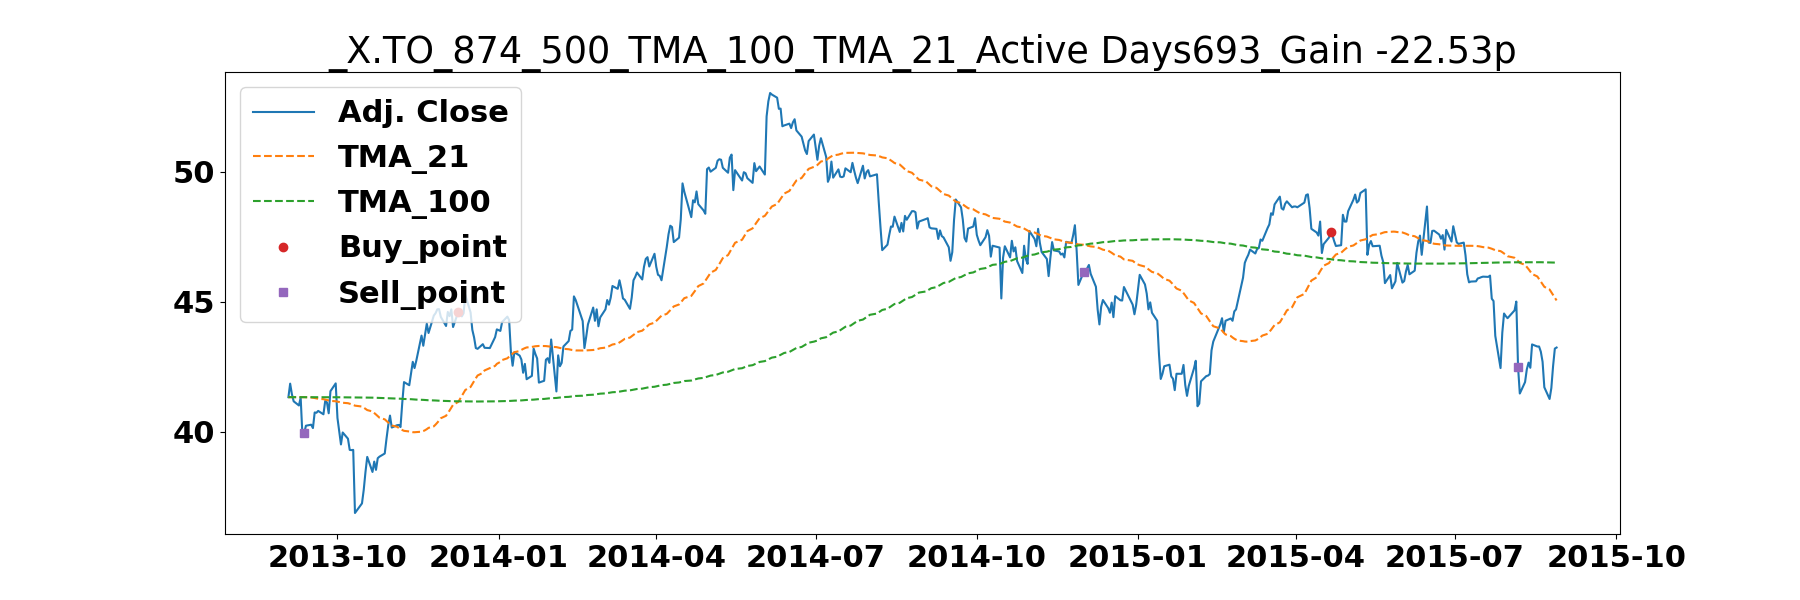 _X.TO_874_500_TMA_100_TMA_21_Active Days693_Gain -22.53p
Adj. Close
TMA_21
TMA_100
Buy_point
Sell_point
50
45
40
2013-10 2014-01 2014-04 2014-07 2014-10 2015-01 2015-04 2015-07 2015-10